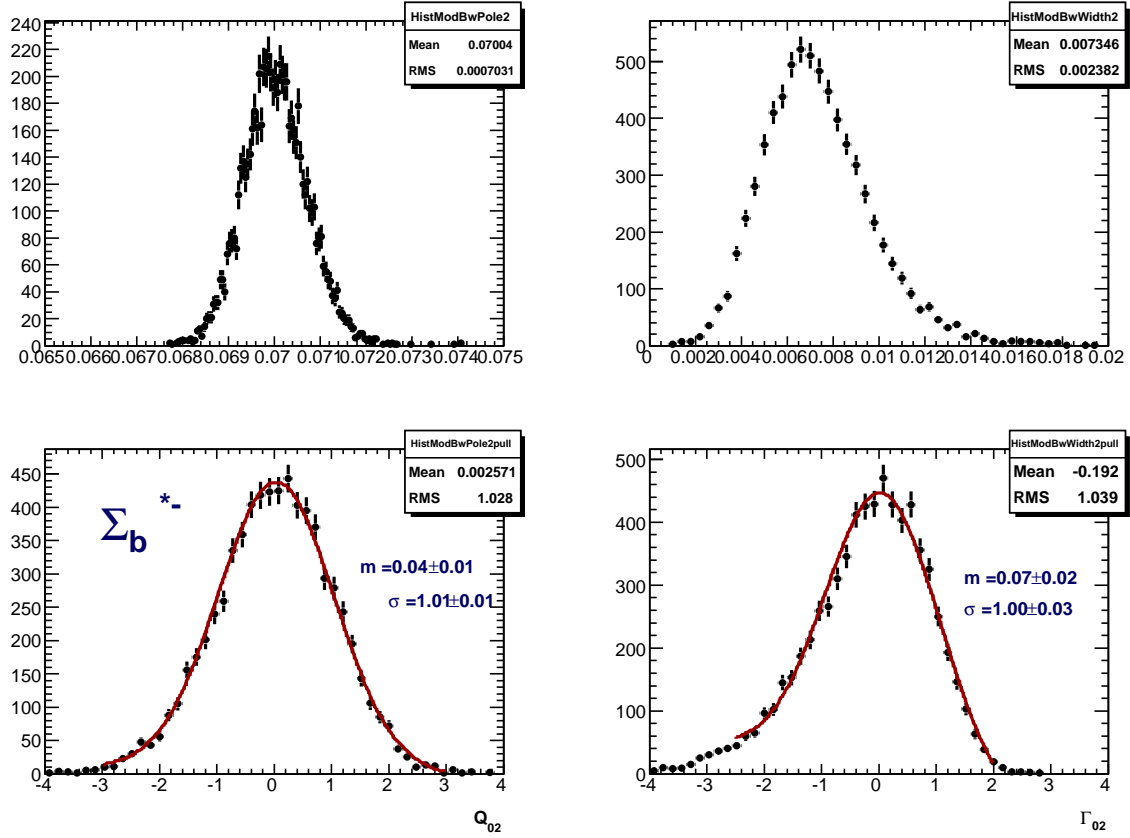 HistModBwPole2
Mean 0.07004
RMS 0.0007031
240
220
200
180
160
140
120
100
80
60
40
20
0
0.065 0.066 0.067 0.068 0.069 0.07 0.071 0.072 0.073 0.074 0.075
HistModBwWidth2
Mean 0.007346
RMS 0.002382
500
400
300
200
100
0
0 0.002 0.004 0.006 0.008 0.01 0.012 0.014 0.016 0.018 0.02
HistModBwPole2pull
Mean 0.002571
RMS 1.028
450
400
350
300
250
200
150
100
50
0
Σb*-
m =0.04±0.01
σ =1.01±0.01
-4 -3 -2 -1 0 1 2 3 4
Q02
HistModBwWidth2pull
Mean -0.192
RMS 1.039
500
400
300
200
100
0
m =0.07±0.02
σ =1.00±0.03
-4 -3 -2 -1 0 1 2 3 4
Γ02